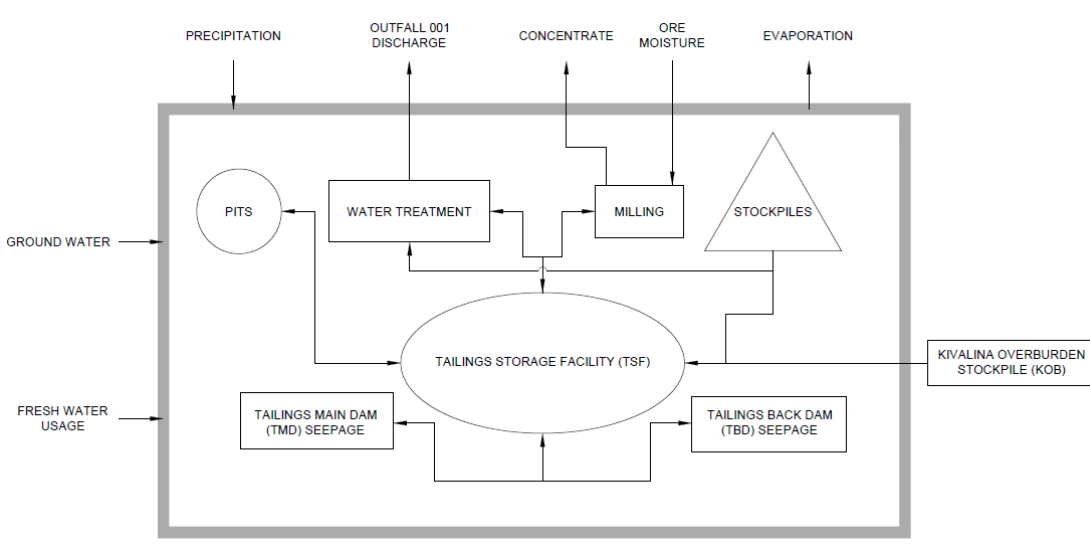 PRECIPITATION
OUTFALL 001
DISCHARGE
CONCENTRATE
ORE
MOISTURE
EVAPORATION
PITS
WATER TREATMENT
MILLING
STOCKPILES
GROUND WATER
TAILINGS STORAGE FACILITY (TSF)
KIVALINA OVERBURDEN
STOCKPILE (KOB)
FRESH WATER
USAGE
TAILINGS MAIN DAM
(TMD) SEEPAGE
TAILINGS BACK DAM
(TBD) SEEPAGE